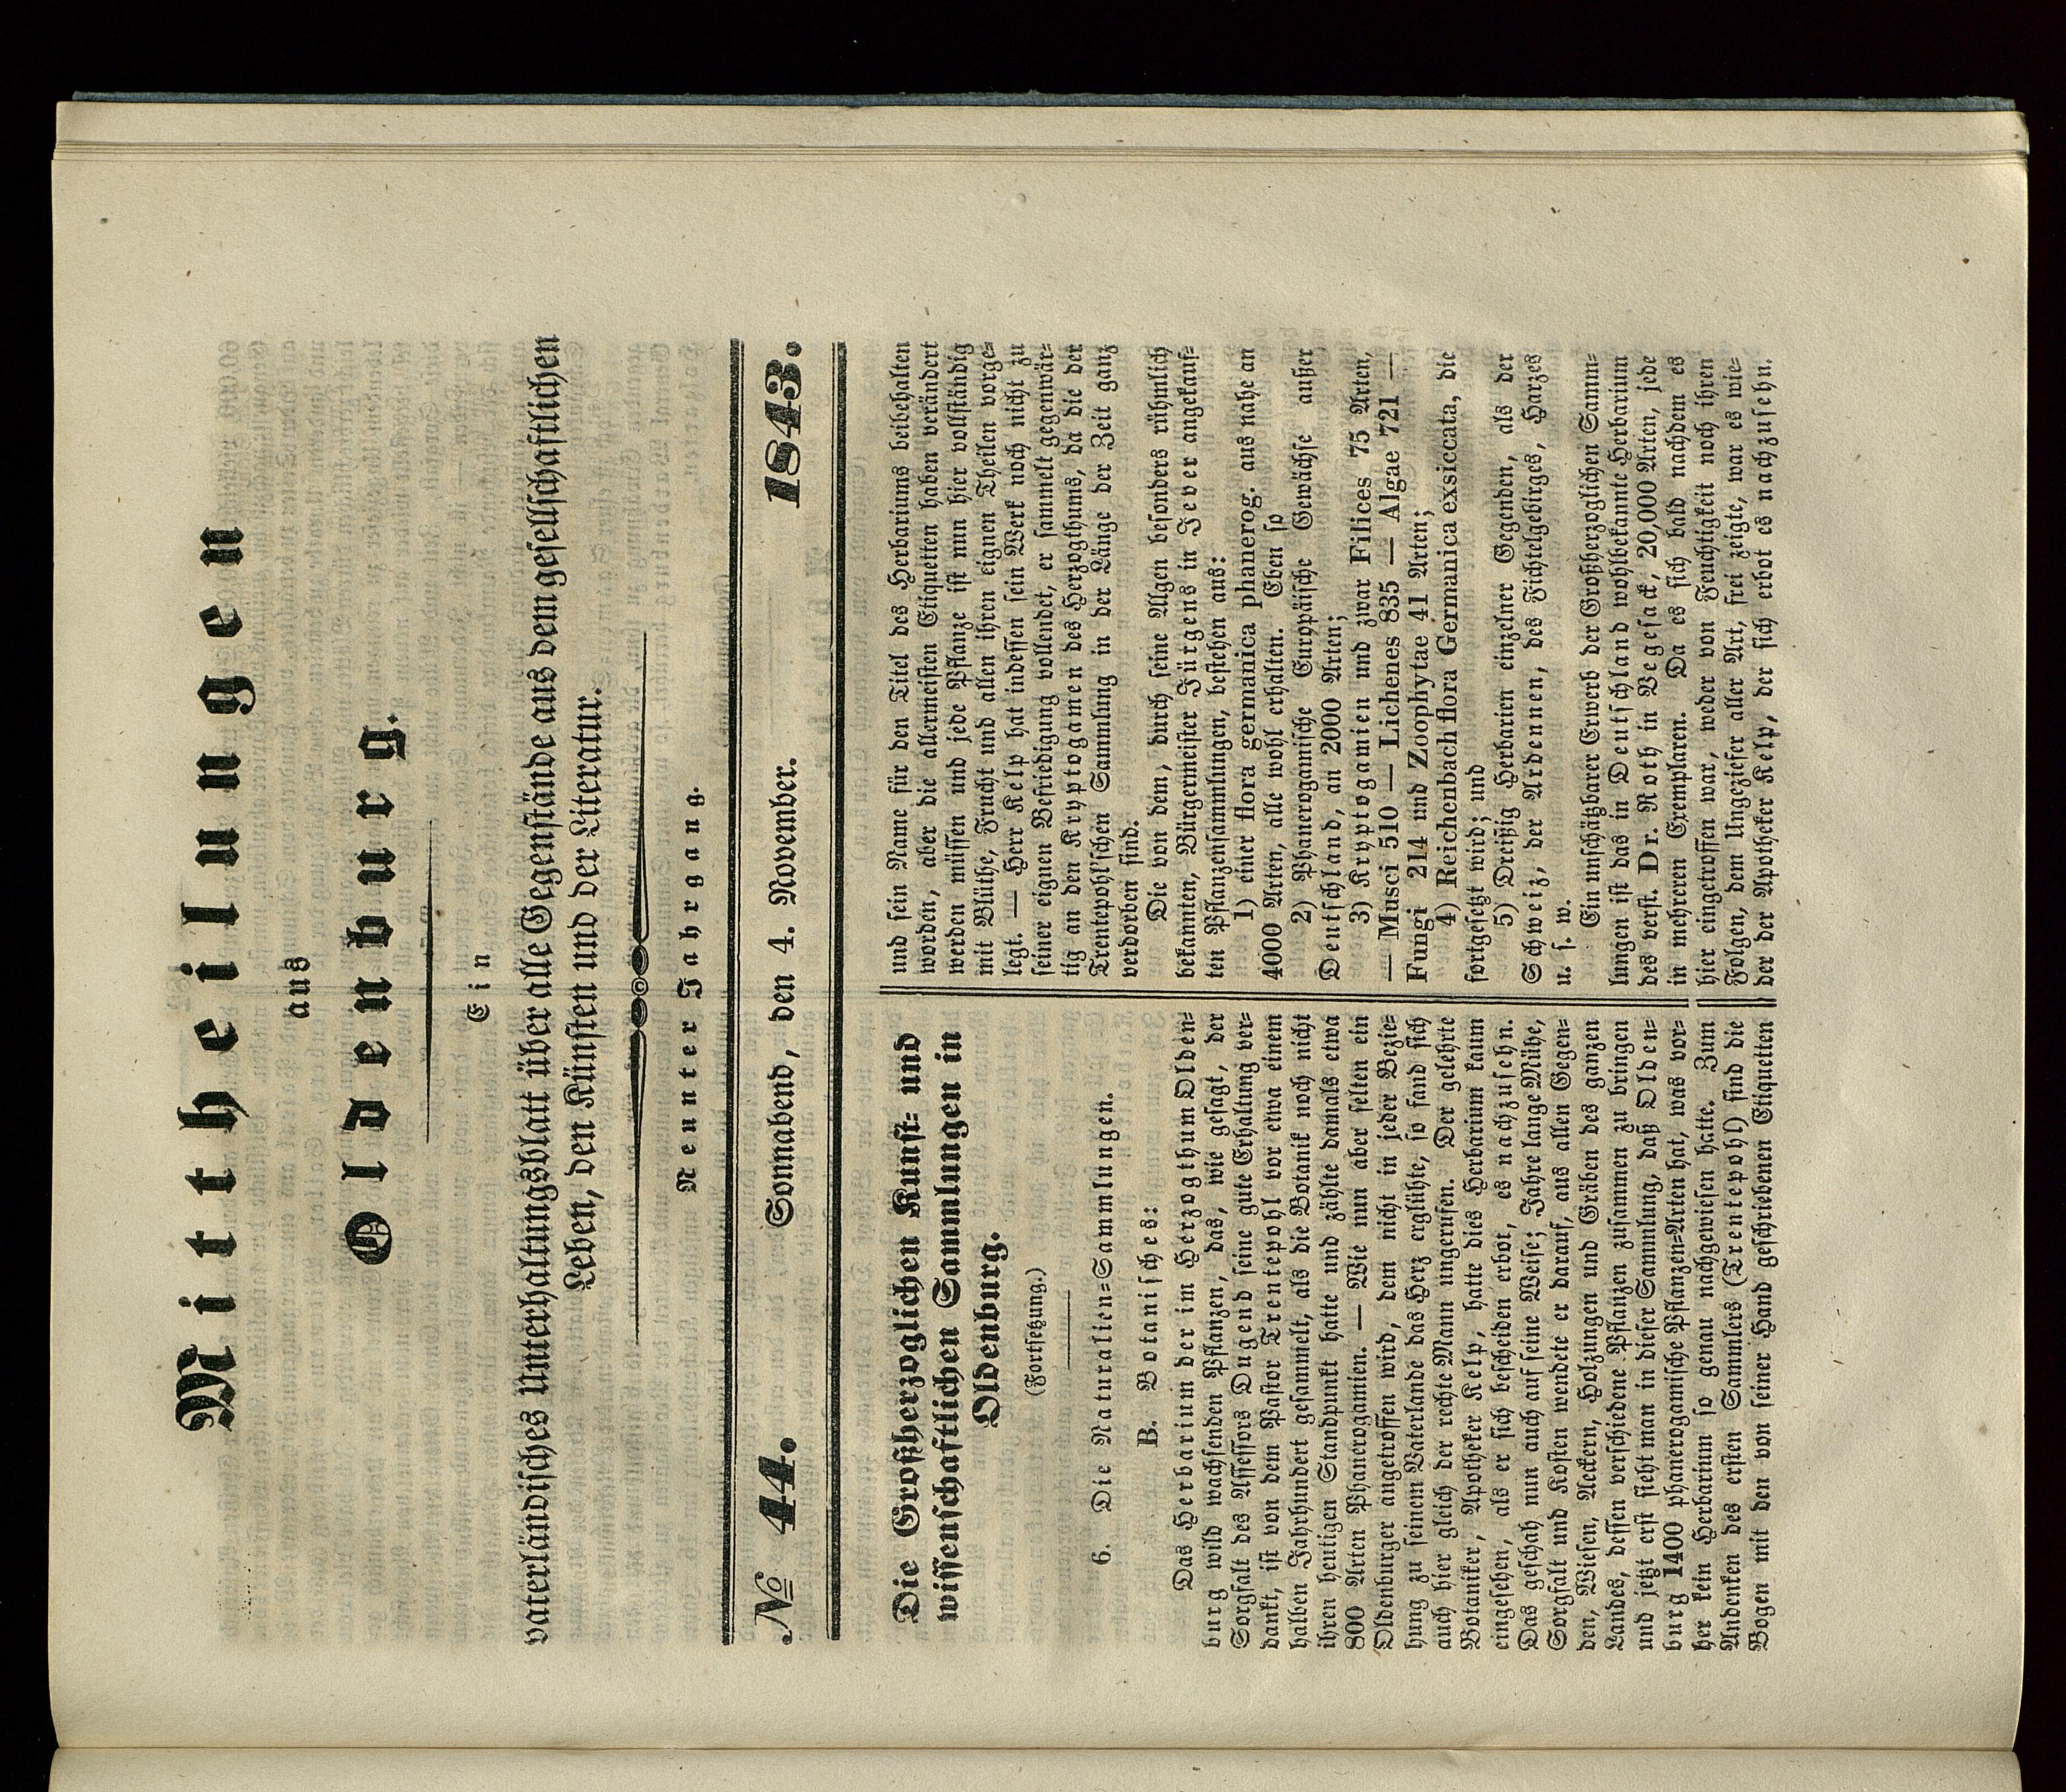 Mittheilungen
aus
Oldenburg.
Ein
vaterländisches Unterhaltungsblatt über alle Gegenstände aus dem gesellschaftlichen
Leben, den Künsten und der Literatur.
Neunter Jahrgang.
№ 44. Sonnabend, den 4. November. 1843.
Die Großherzoglichen Kunst- und
wissenschaftlichen Sammlungen in
Oldenburg.
(Fortsetzung.)
6. Die Naturalien-Sammlungen.
B. Botanisches:
Das Herbarium der im Herzogthum Olden-
burg wild wachsenden Pflanzen, das, wie gesagt, der
Sorgfalt des Assessors Dugend seine gute Erhaltung ver-
dankt, ist von dem Pastor Trentepohl vor etwa einem
halben Jahrhundert gesammelt, als die Botanik noch nicht
ihren heutigen Standpunkt hatte und zählte damals etwa
800 Arten Phanerogamien. — Wie nun aber selten ein
Oldenburger angetroffen wird, dem nicht in jeder Bezie-
hung zu seinem Vaterlande das Herz erglühte, so fand sich
auch hier gleich der rechte Mann ungerufen. Der gelehrte
Botaniker, Apotheker Kelp, hatte dies Herbarium kaum
eingesehen, als er sich bescheiden erbot, es nachzusehn.
Das geschah nun auch auf seine Weise; Jahre lange Mühe,
Sorgfalt und Kosten wendete er darauf, aus allen Gegen-
den, Wiesen, Aeckern, Holzungen und Gräben des ganzen
Landes, dessen verschiedene Pflanzen zusammen zu bringen
und jetzt erst sieht man in dieser Sammlung, daß Olden-
burg 1400 phanerogamische Pflanzen-Arten hat, was vor-
her kein Herbarium so genau nachgewiesen hatte. Zum
Andenken des ersten Sammlers (Trentepohl) sind die
Bogen mit den von seiner Hand geschriebenen Etiquetten
und sein Name für den Titel des Herbariums beibehalten
worden, aber die allermeisten Etiquetten haben verändert
werden müssen und jede Pflanze ist nun hier vollständig
mit Blüthe, Frucht und allen ihren eignen Theilen vorge-
legt. — Herr Kelp hat indessen sein Werk noch nicht zu
seiner eignen Befriedigung vollendet, er sammelt gegenwär-
tig an den Kryptogamen des Herzogthums, da die der
Trentepohl'schen Sammlung in der Länge der Zeit ganz
verdorben sind.
Die von dem, durch seine Algen besonders rühmlich
bekannten, Bürgermeister Jürgens in Jever angekauf-
ten Pflanzensammlungen, bestehen aus:
1) einer flora germanica phanerog. aus nahe an
4000 Arten, alle wohl erhalten. Eben so
2) Phanerogamische Europäische Gewächse außer
Deutschland, an 2000 Arten;
3) Kryptogamien und zwar Filices 75 Arten,
— Musci 510 — Lichenes 835 — Algae 721 —
Fungi 214 und Zoophytae 41 Arten;
4) Reichenbach flora Germanica exsiccata, die
fortgesetzt wird; und
5) Dreißig Herbarien einzelner Gegenden, als der
Schweiz, der Ardennen, des Fichtelgebirges, Harzes
u. s. w.
Ein unschätzbarer Erwerb der Großherzoglichen Samm-
lungen ist das in Deutschland wohlbekannte Herbarium
des verst. Dr. Roth in Vegesack, 20,000 Arten, jede
in mehreren Exemplaren. Da es sich bald nachdem es
hier eingetroffen war, weder von Feuchtigkeit noch ihren
Folgen, dem Ungeziefer aller Art, frei zeigte, war es wie-
der der Apotheker Kelp, der sich erbot es nachzusehn.